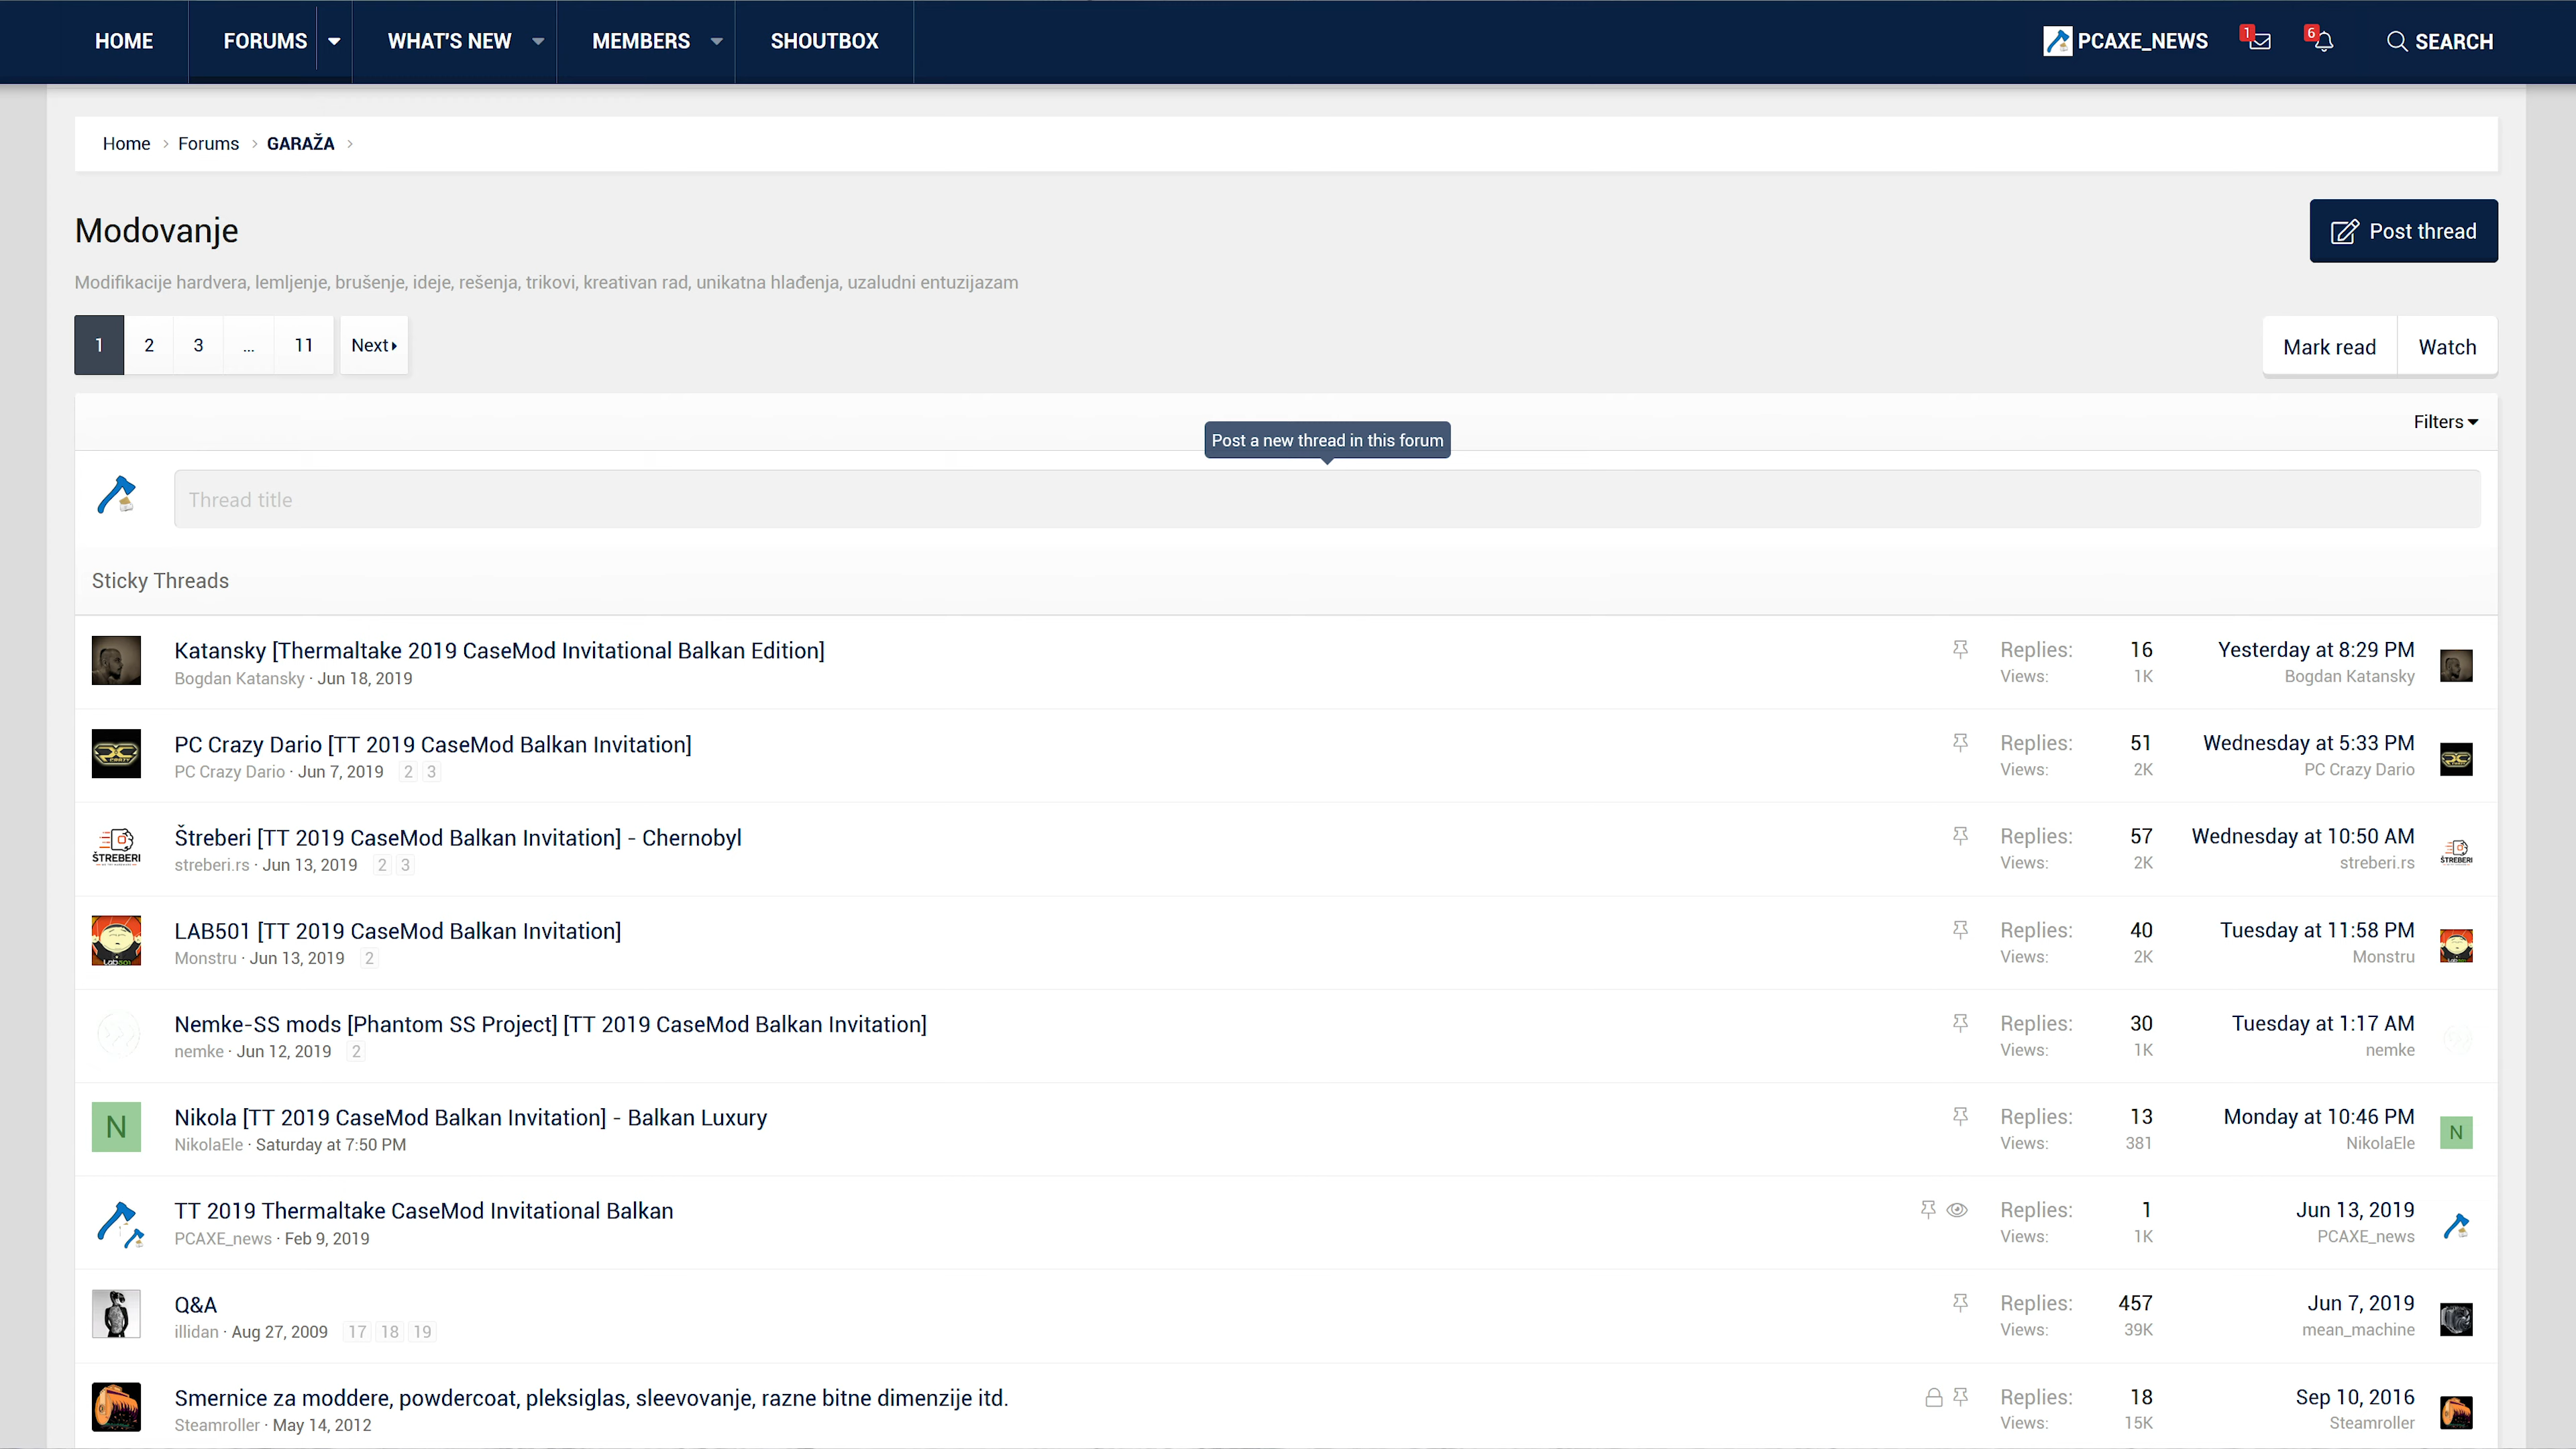 HOME FORUMS WHAT'S NEW MEMBERS SHOUTBOX PCAXE_NEWS 1 6 SEARCH
Home Forums GARAŽA
Modovanje
Post thread
Modifikacije hardvera, lemljenje, brušenje, ideje, rešenja, trikovi, kreativan rad, unikatna hlađenja, uzaludni entuzijazam
1 2 3 ... 11 Next
Mark read Watch
Filters
Post a new thread in this forum
Thread title
Sticky Threads
Katansky [Thermaltake 2019 CaseMod Invitational Balkan Edition] Replies: 16 Yesterday at 8:29 PM
Bogdan Katansky · Jun 18, 2019 Views: 1K Bogdan Katansky
PC Crazy Dario [TT 2019 CaseMod Balkan Invitation] Replies: 51 Wednesday at 5:33 PM
PC Crazy Dario · Jun 7, 2019 2 3 Views: 2K PC Crazy Dario
Štreberi [TT 2019 CaseMod Balkan Invitation] - Chernobyl Replies: 57 Wednesday at 10:50 AM
ŠTREBERI streberi.rs · Jun 13, 2019 2 3 Views: 2K streberi.rs ŠTREBERI
LAB501 [TT 2019 CaseMod Balkan Invitation] Replies: 40 Tuesday at 11:58 PM
Monstru · Jun 13, 2019 2 Views: 2K Monstru
Nemke-SS mods [Phantom SS Project] [TT 2019 CaseMod Balkan Invitation] Replies: 30 Tuesday at 1:17 AM
nemke · Jun 12, 2019 2 Views: 1K nemke
N Nikola [TT 2019 CaseMod Balkan Invitation] - Balkan Luxury Replies: 13 Monday at 10:46 PM N
NikolaEle · Saturday at 7:50 PM Views: 381 NikolaEle
TT 2019 Thermaltake CaseMod Invitational Balkan Replies: 1 Jun 13, 2019
PCAXE_news · Feb 9, 2019 Views: 1K PCAXE_news
Q&A Replies: 457 Jun 7, 2019
illidan · Aug 27, 2009 17 18 19 Views: 39K mean_machine
Smernice za moddere, powdercoat, pleksiglas, sleevovanje, razne bitne dimenzije itd. Replies: 18 Sep 10, 2016
Steamroller · May 14, 2012 Views: 15K Steamroller